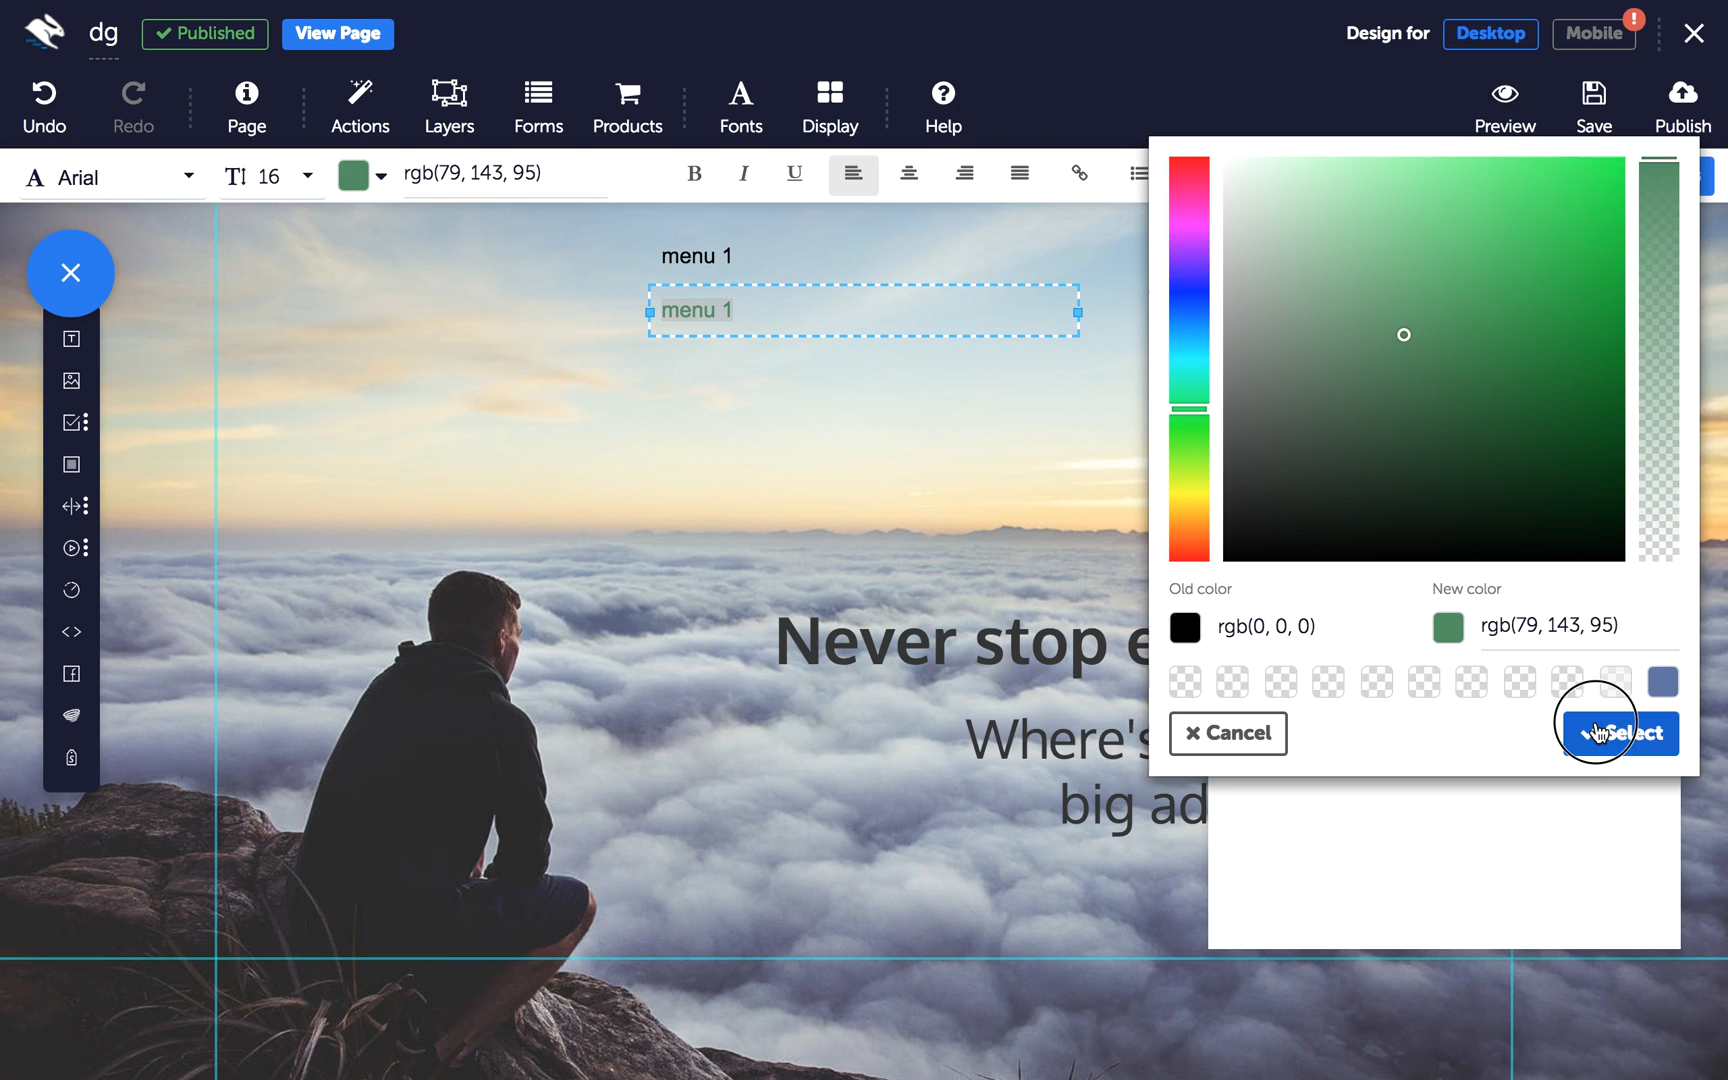 dg
Published
View Page
Design for
Desktop
Mobile
!
Undo
Redo
Page
Actions
Layers
Forms
Products
Fonts
Display
Help
Preview
Save
Publish
A Arial
16
rgb(79, 143, 95)
B
I
U
menu 1
menu 1
Old color
New color
rgb(0, 0, 0)
rgb(79, 143, 95)
Cancel
Select
Never stop
Where's
big ad